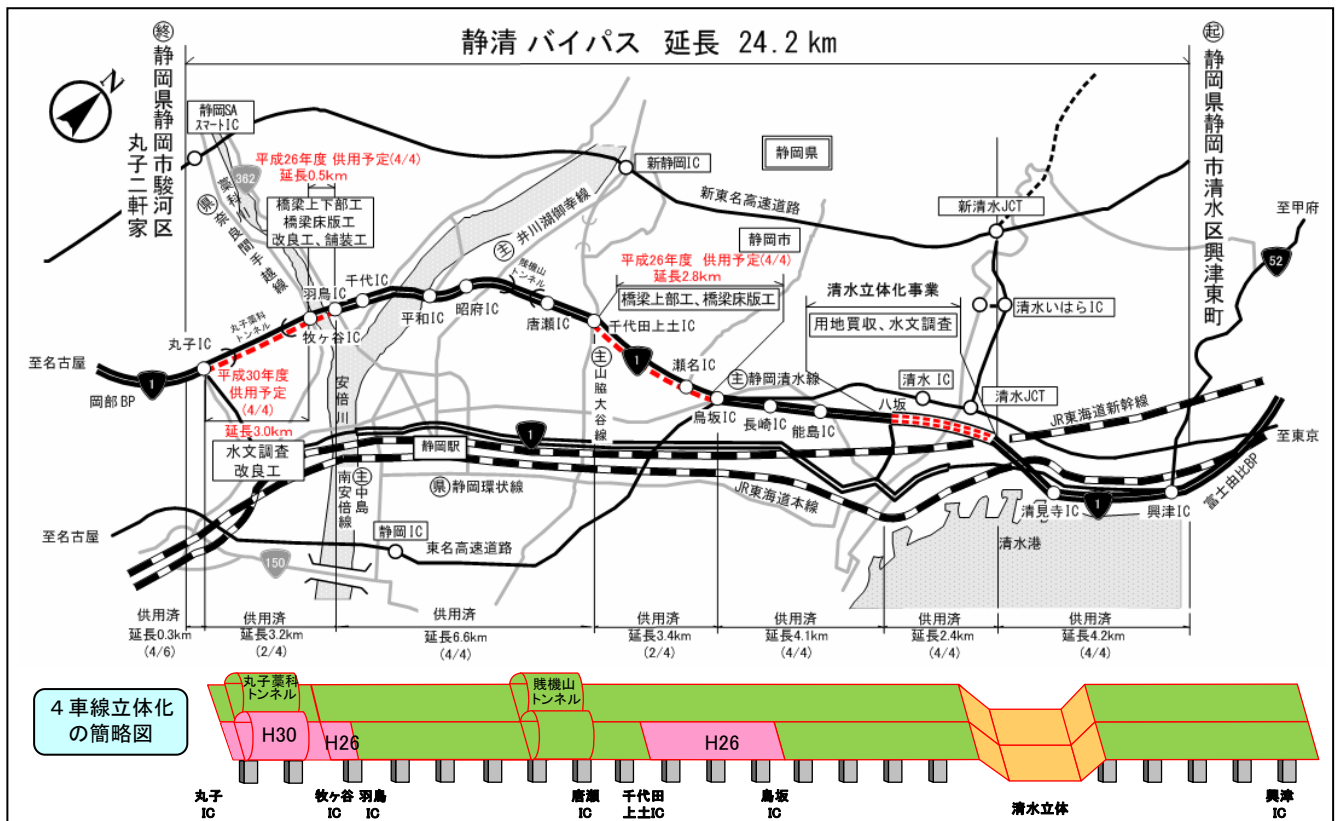 静清 バイパス 延長 24.2 km
終
静岡県静岡市駿河区
丸子二軒家
起
静岡県静岡市清水区興津東町
N
静岡SA
スマートIC
平成26年度 供用予定(4/4)
延長0.5km
橋梁上下部工
橋梁床版工
改良工、舗装工
362
藁科川
県
奈良間手越線
新静岡IC
主
井川湖御幸線
静岡県
新東名高速道路
新清水JCT
至甲府
52
静岡市
平成26年度 供用予定(4/4)
延長2.8km
橋梁上部工、橋梁床版工
清水立体化事業
用地買収、水文調査
清水いはらIC
千代IC
羽鳥IC
牧ヶ谷IC
平和IC
昭府IC
賎機山
トンネル
唐瀬IC
千代田上土IC
丸子藁科
トンネル
丸子IC
至名古屋
1
岡部BP
平成30年度
供用予定
(4/4)
延長3.0km
水文調査
改良工
安倍川
主
山脇大谷線
1
瀬名IC
主
静岡清水線
鳥坂IC
長崎IC
能島IC
八坂
清水 IC
清水JCT
JR東海道新幹線
至東京
静岡駅
1
県
静岡環状線
JR東海道本線
主
中島
南安倍線
富士由比BP
清見寺IC
1
興津IC
清水港
至名古屋
静岡IC
東名高速道路
150
供用済
延長0.3km
(4/6)
供用済
延長3.2km
(2/4)
供用済
延長6.6km
(4/4)
供用済
延長3.4km
(2/4)
供用済
延長4.1km
(4/4)
供用済
延長2.4km
(4/4)
供用済
延長4.2km
(4/4)
4車線立体化
の簡略図
丸子藁科
トンネル
賎機山
トンネル
H30
H26
H26
丸子
IC
牧ヶ谷
IC
羽鳥
IC
唐瀬
IC
千代田
上土IC
鳥坂
IC
清水立体
興津
IC